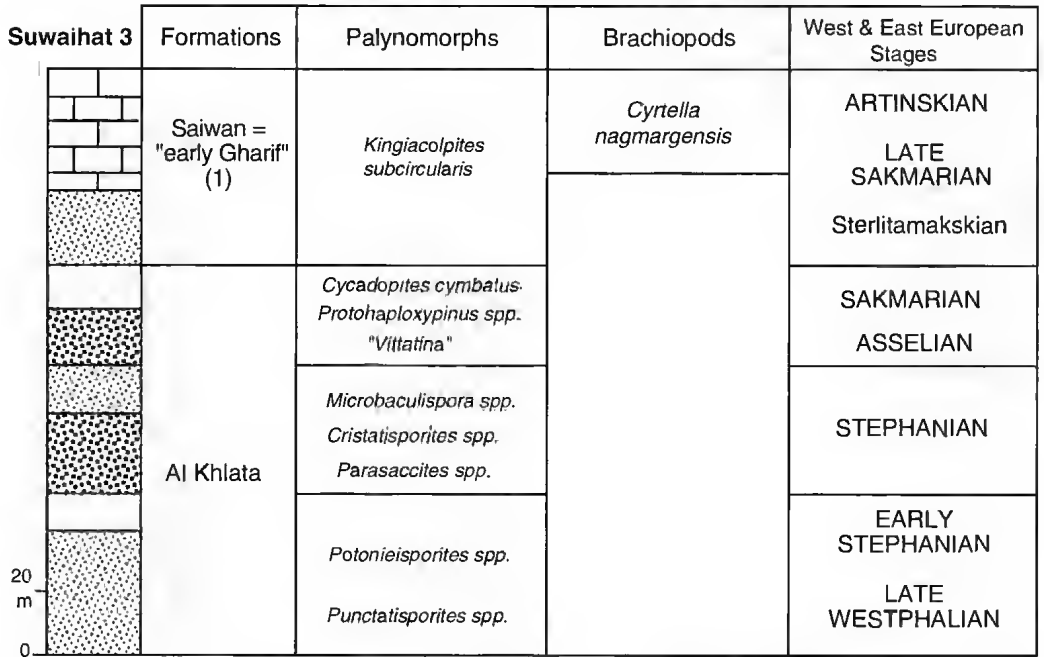 Suwaihat 3
Formations
Palynomorphs
Brachiopods
West & East European
Stages
Saiwan =
"early Gharif"
(1)
Kingiacolpites
subcircularis
Cyrtella
nagmargensis
ARTINSKIAN
LATE
SAKMARIAN
Sterlitamakskian
Al Khlata
Cycadopites cymbatus
Protohaploxypinus spp.
"Vittatina"
SAKMARIAN
ASSELIAN
Microbaculispora spp.
Cristatisporites spp.
Parasaccites spp.
STEPHANIAN
Potonieisporites spp.
Punctatisporites spp.
EARLY
STEPHANIAN
LATE
WESTPHALIAN
20
m
0